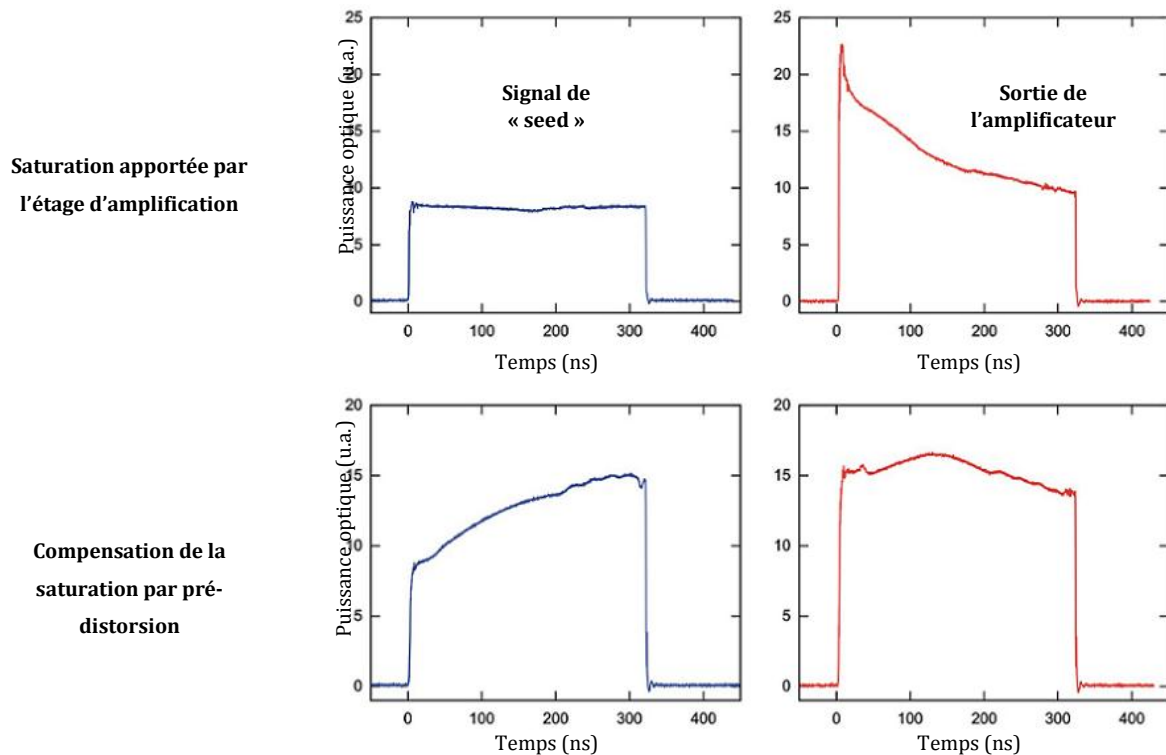 Saturation apportée par
l’étage d’amplification
Puissance optique (u.a.)
25
20
15
10
5
0
Signal de
« seed »
0 100 200 300 400
Temps (ns)
25
20
15
10
5
0
Sortie de
l’amplificateur
0 100 200 300 400
Temps (ns)
Compensation de la
saturation par pré-
distorsion
Puissance optique (u.a.)
20
15
10
5
0
0 100 200 300 400
Temps (ns)
20
15
10
5
0
0 100 200 300 400
Temps (ns)